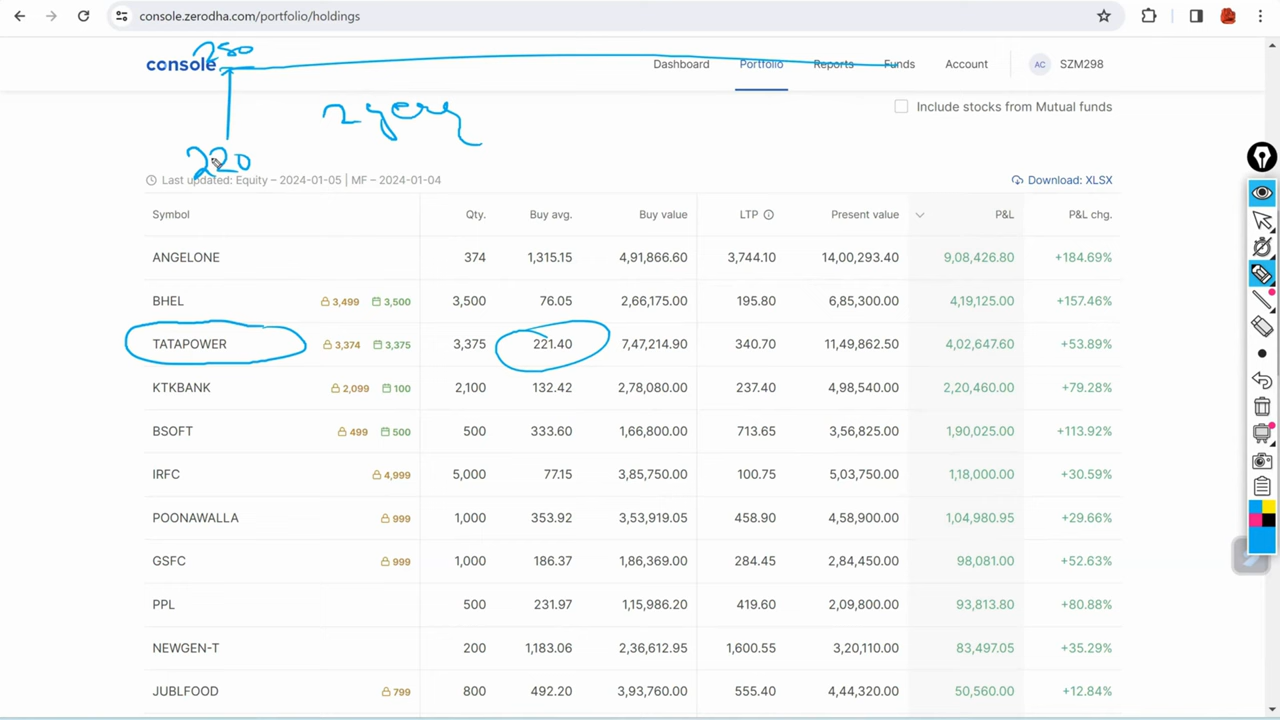 console.zerodha.com/portfolio/holdings
250
console Dashboard Portfolio Reports Funds Account AC SZM298
2 years
Include stocks from Mutual funds
220
Last updated: Equity – 2024-01-05 | MF – 2024-01-04 Download: XLSX
Symbol Qty. Buy avg. Buy value LTP Present value P&L P&L chg.
ANGELONE 374 1,315.15 4,91,866.60 3,744.10 14,00,293.40 9,08,426.80 +184.69%
BHEL 3,499 3,500 3,500 76.05 2,66,175.00 195.80 6,85,300.00 4,19,125.00 +157.46%
TATAPOWER 3,374 3,375 3,375 221.40 7,47,214.90 340.70 11,49,862.50 4,02,647.60 +53.89%
KTKBANK 2,099 100 2,100 132.42 2,78,080.00 237.40 4,98,540.00 2,20,460.00 +79.28%
BSOFT 499 500 500 333.60 1,66,800.00 713.65 3,56,825.00 1,90,025.00 +113.92%
IRFC 4,999 5,000 77.15 3,85,750.00 100.75 5,03,750.00 1,18,000.00 +30.59%
POONAWALLA 999 1,000 353.92 3,53,919.05 458.90 4,58,900.00 1,04,980.95 +29.66%
GSFC 999 1,000 186.37 1,86,369.00 284.45 2,84,450.00 98,081.00 +52.63%
PPL 500 231.97 1,15,986.20 419.60 2,09,800.00 93,813.80 +80.88%
NEWGEN-T 200 1,183.06 2,36,612.95 1,600.55 3,20,110.00 83,497.05 +35.29%
JUBLFOOD 799 800 492.20 3,93,760.00 555.40 4,44,320.00 50,560.00 +12.84%